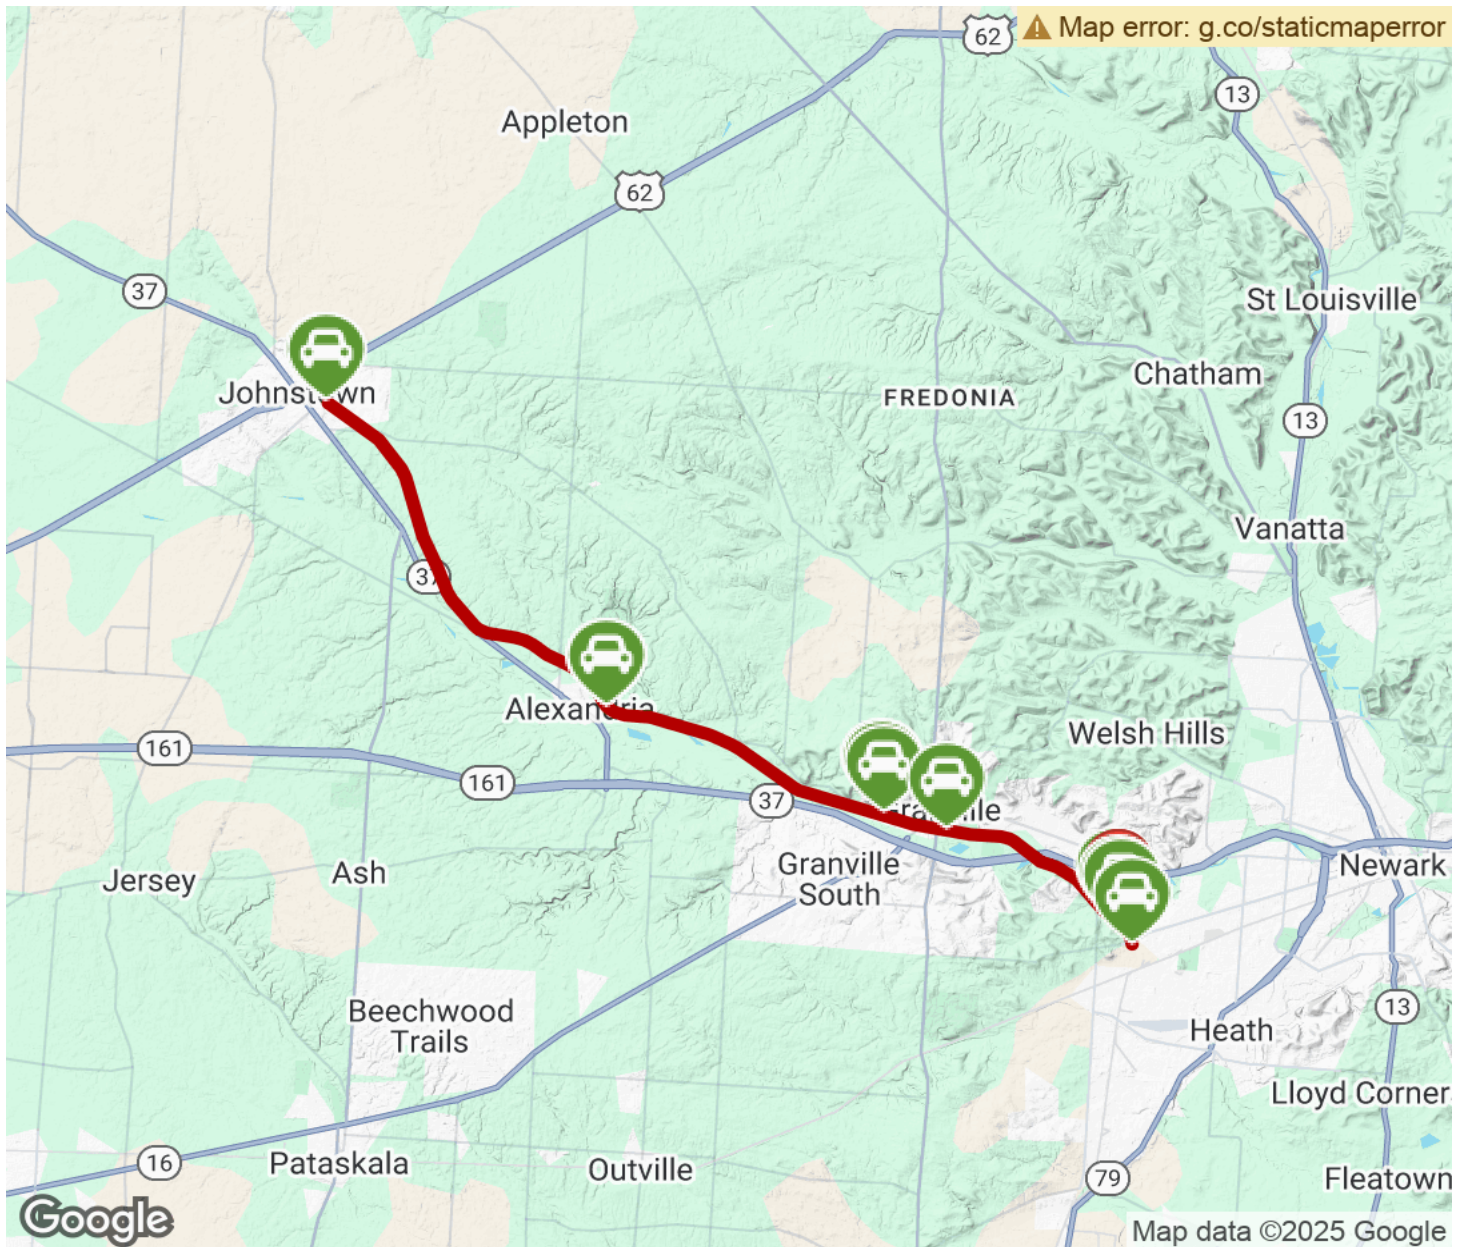 Map error: g.co/staticmaperror
62
13
Appleton
62
37
St Louisville
Chatham
Johnstown
FREDONIA
13
Vanatta
37
Alexandria
Welsh Hills
161
161
37
Granville
Granville
South
Newark
Ash
Jersey
Beechwood
Trails
13
Heath
Lloyd Corner
16
Pataskala
Outville
79
Fleatown
Google
Map data ©2025 Google